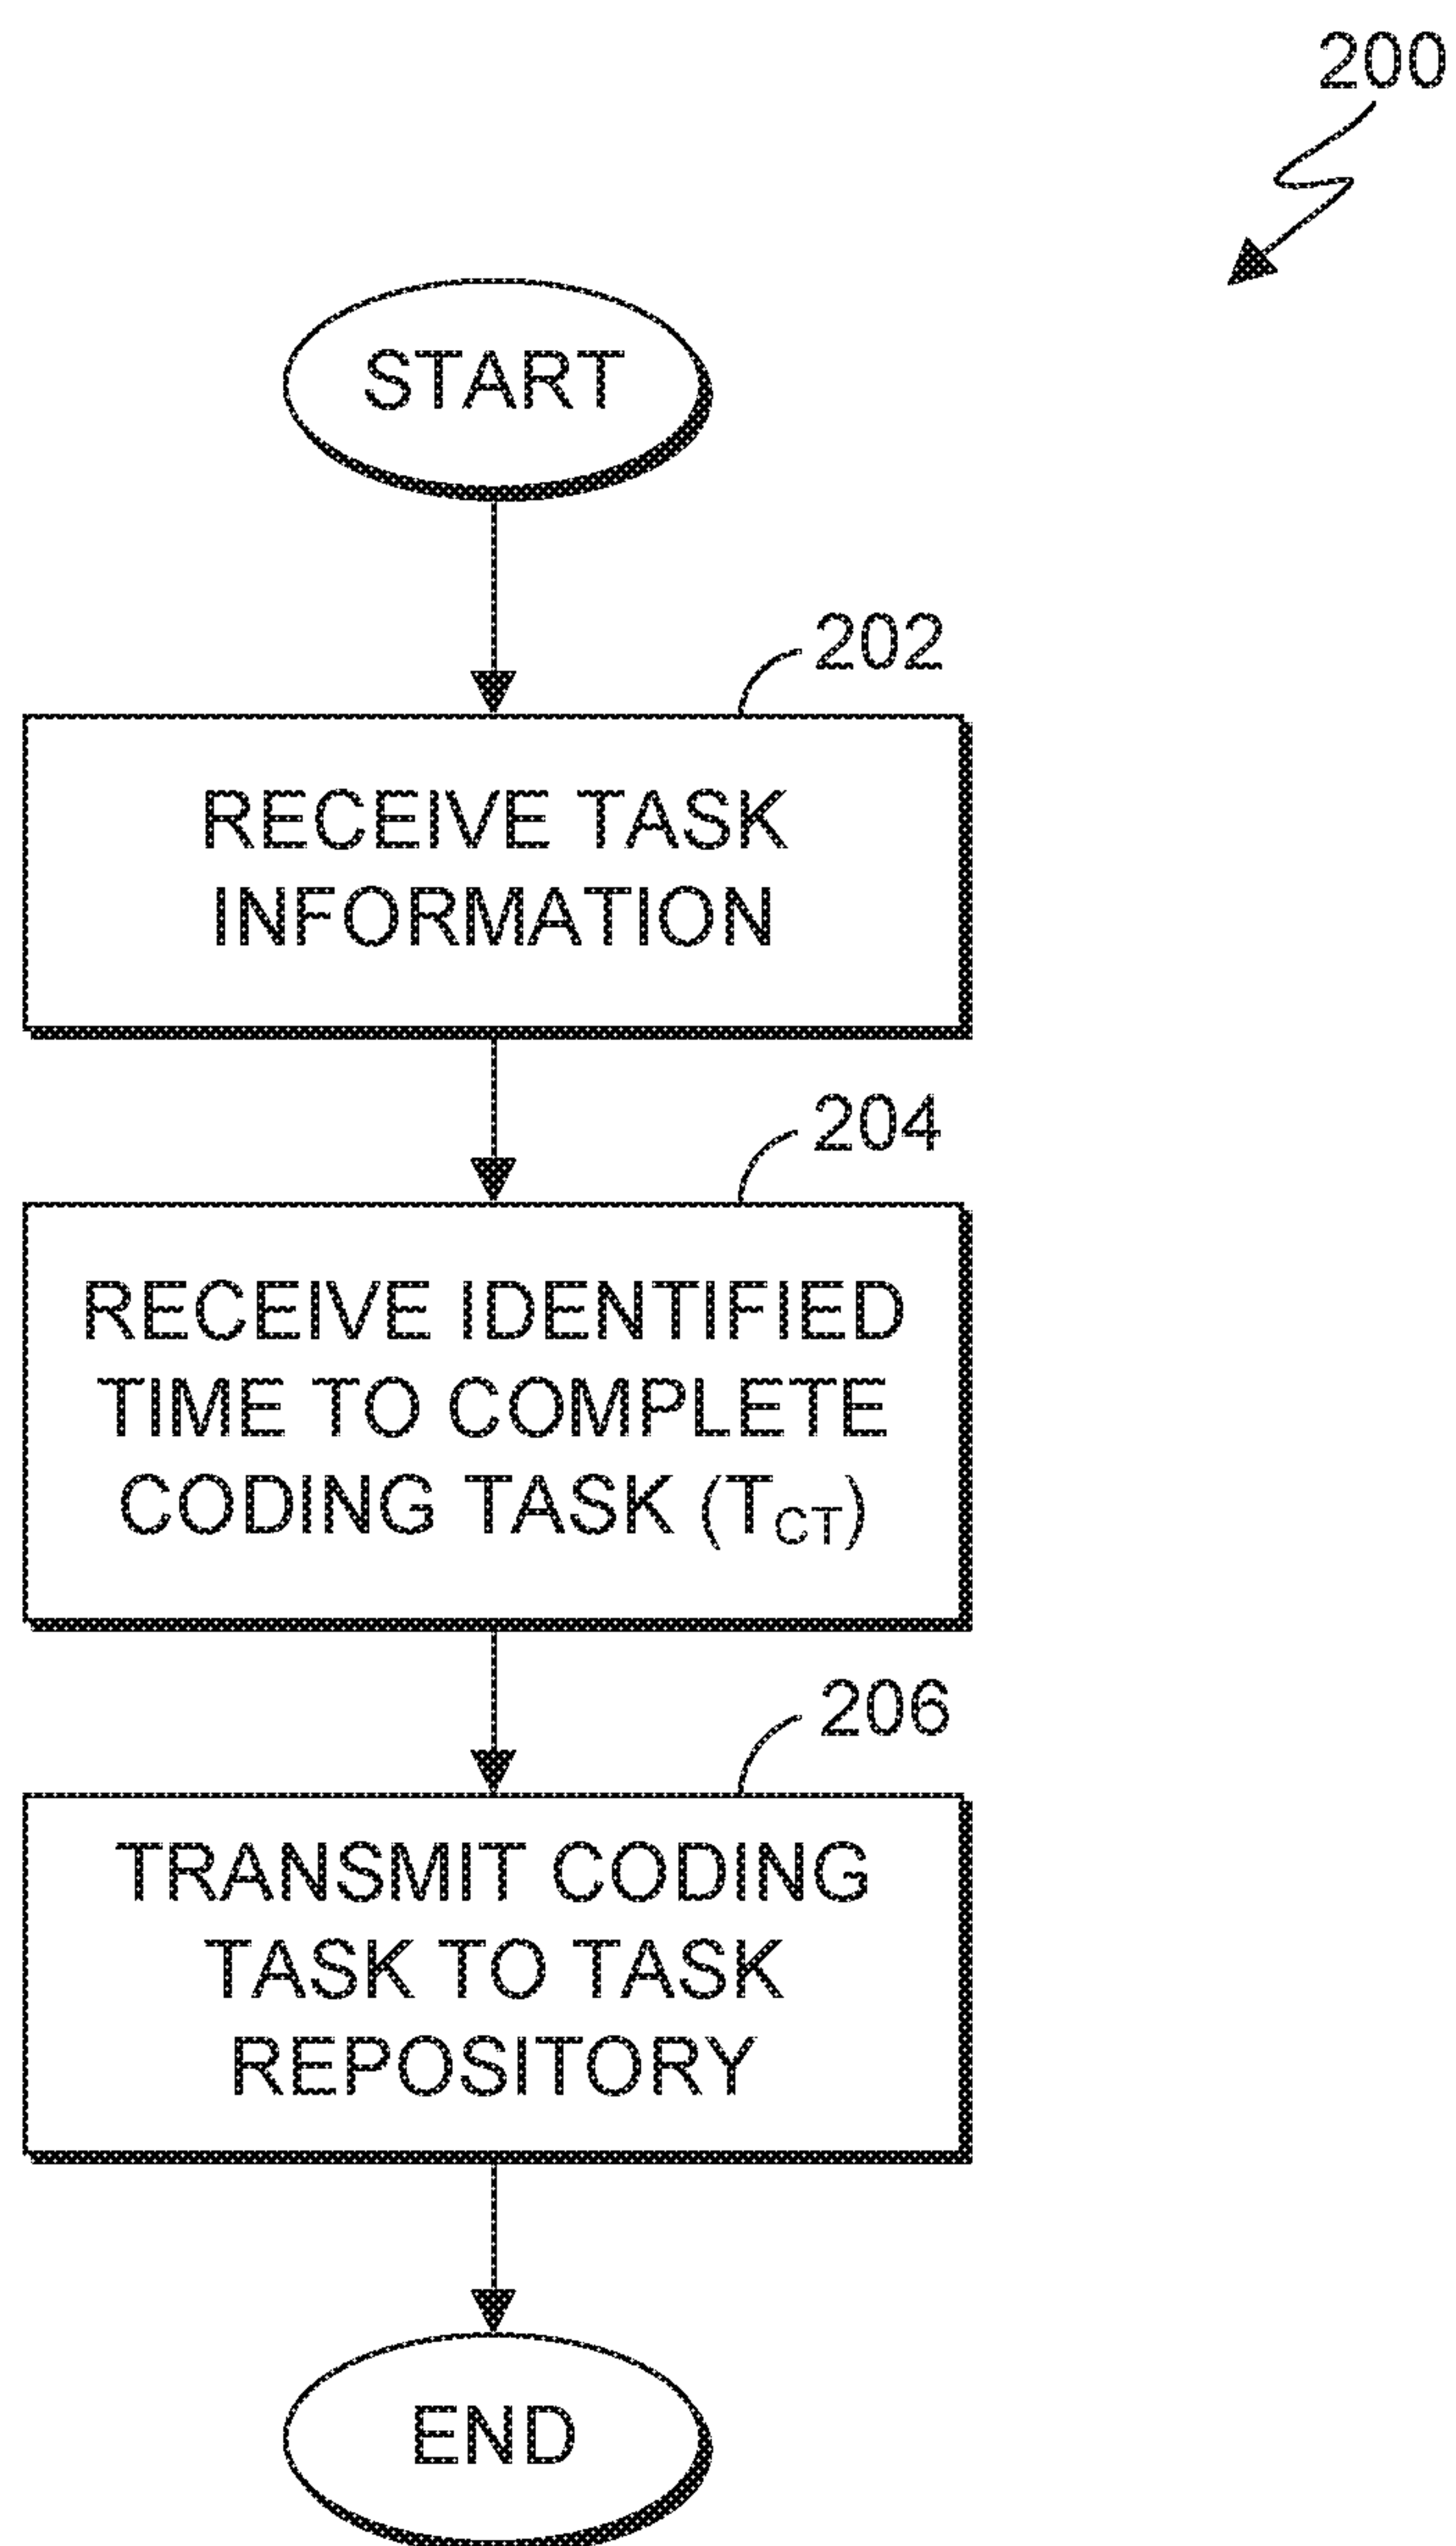 200
START
202
RECEIVE TASK
INFORMATION
204
RECEIVE IDENTIFIED
TIME TO COMPLETE
CODING TASK (TCT)
206
TRANSMIT CODING
TASK TO TASK
REPOSITORY
END